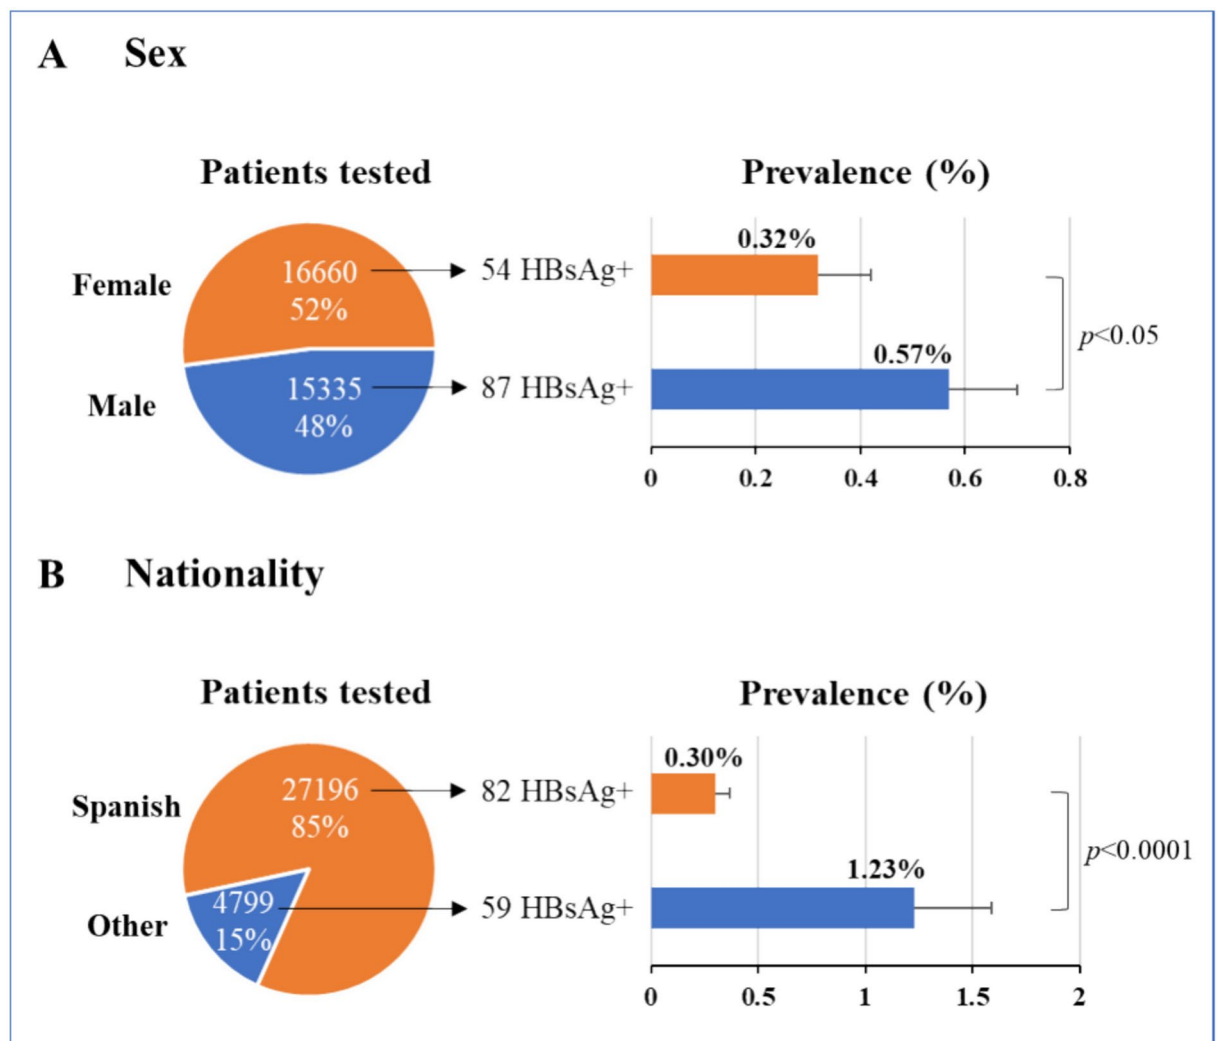 A Sex
Patients tested
Prevalence (%)
Female
16660
52%
54 HBsAg+
0.32%
Male
15335
48%
87 HBsAg+
0.57%
p<0.05
0 0.2 0.4 0.6 0.8
B Nationality
Patients tested
Prevalence (%)
Spanish
27196
85%
82 HBsAg+
0.30%
Other
4799
15%
59 HBsAg+
1.23%
p<0.0001
0 0.5 1 1.5 2